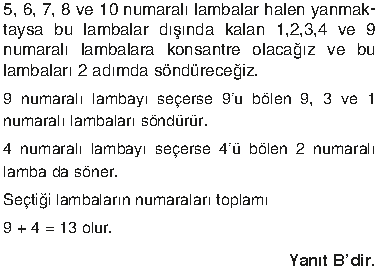 5, 6, 7, 8 ve 10 numaralı lambalar halen yanmak-
taysa bu lambalar dışında kalan 1,2,3,4 ve 9
numaralı lambalara konsantre olacağız ve bu
lambaları 2 adımda söndüreceğiz.
9 numaralı lambayı seçerse 9'u bölen 9, 3 ve 1
numaralı lambaları söndürür.
4 numaralı lambayı seçerse 4'ü bölen 2 numaralı
lamba da söner.
Seçtiği lambaların numaraları toplamı
9 + 4 = 13 olur.
Yanıt B'dir.